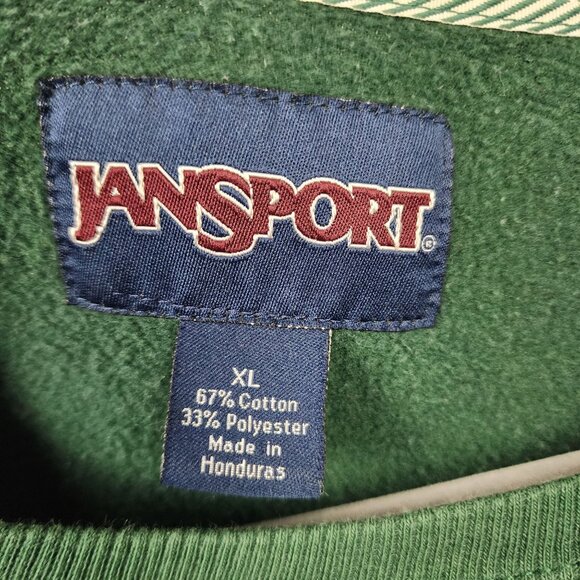 JANSPORT
XL
67% Cotton
33% Polyester
Made in
Honduras